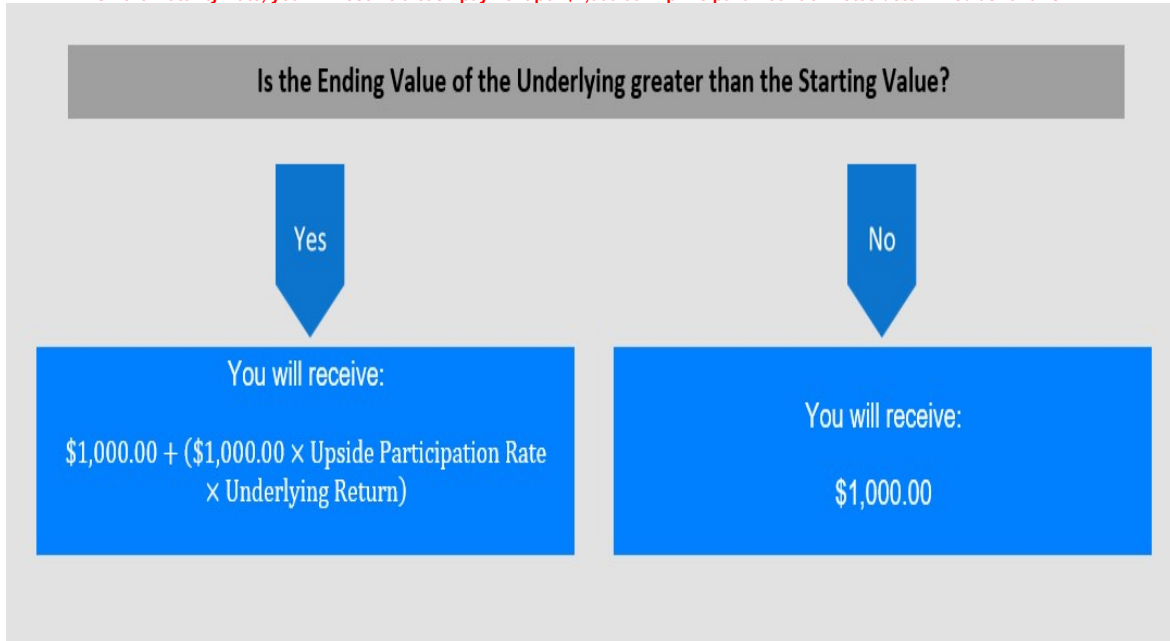 Is the Ending Value of the Underlying greater than the Starting Value?
Yes
No
You will receive:
$1,000.00 + ($1,000.00 × Upside Participation Rate
× Underlying Return)
You will receive:
$1,000.00